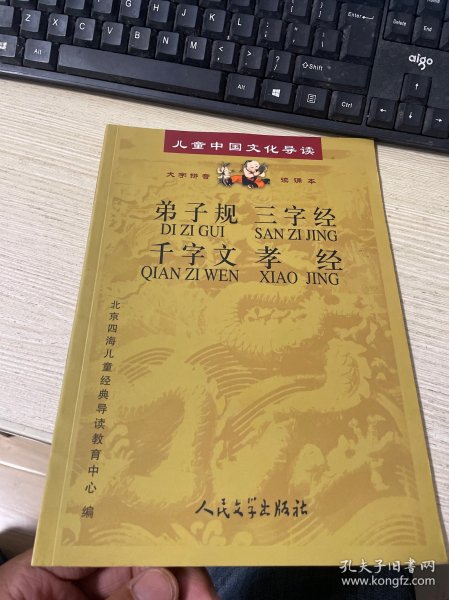 Enter
Delete
End
Shift
Ctrl
aigo
儿童中国文化导读
大字拼音 读诵本
弟子规 三字经
DI ZI GUI SAN ZI JING
千字文 孝经
QIAN ZI WEN XIAO JING
北京四海儿童经典导读教育中心 编
人民文学出版社
孔夫子旧书网
www.kongfz.com